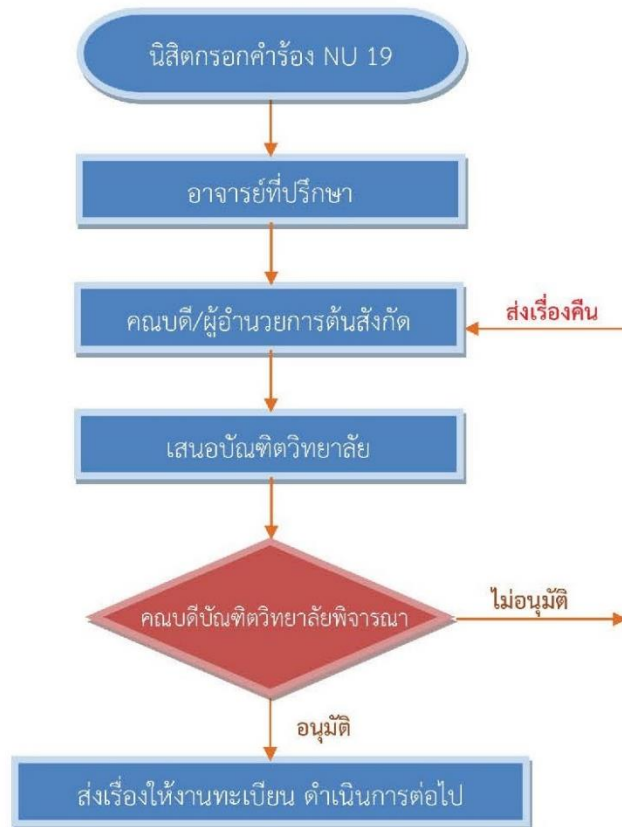 นิสิตกรอกคำร้อง NU 19
อาจารย์ที่ปรึกษา
คณบดี/ผู้อำนวยการต้นสังกัด
ส่งเรื่องคืน
เสนอบัณฑิตวิทยาลัย
คณบดีบัณฑิตวิทยาลัยพิจารณา
ไม่อนุมัติ
อนุมัติ
ส่งเรื่องให้งานทะเบียน ดำเนินการต่อไป